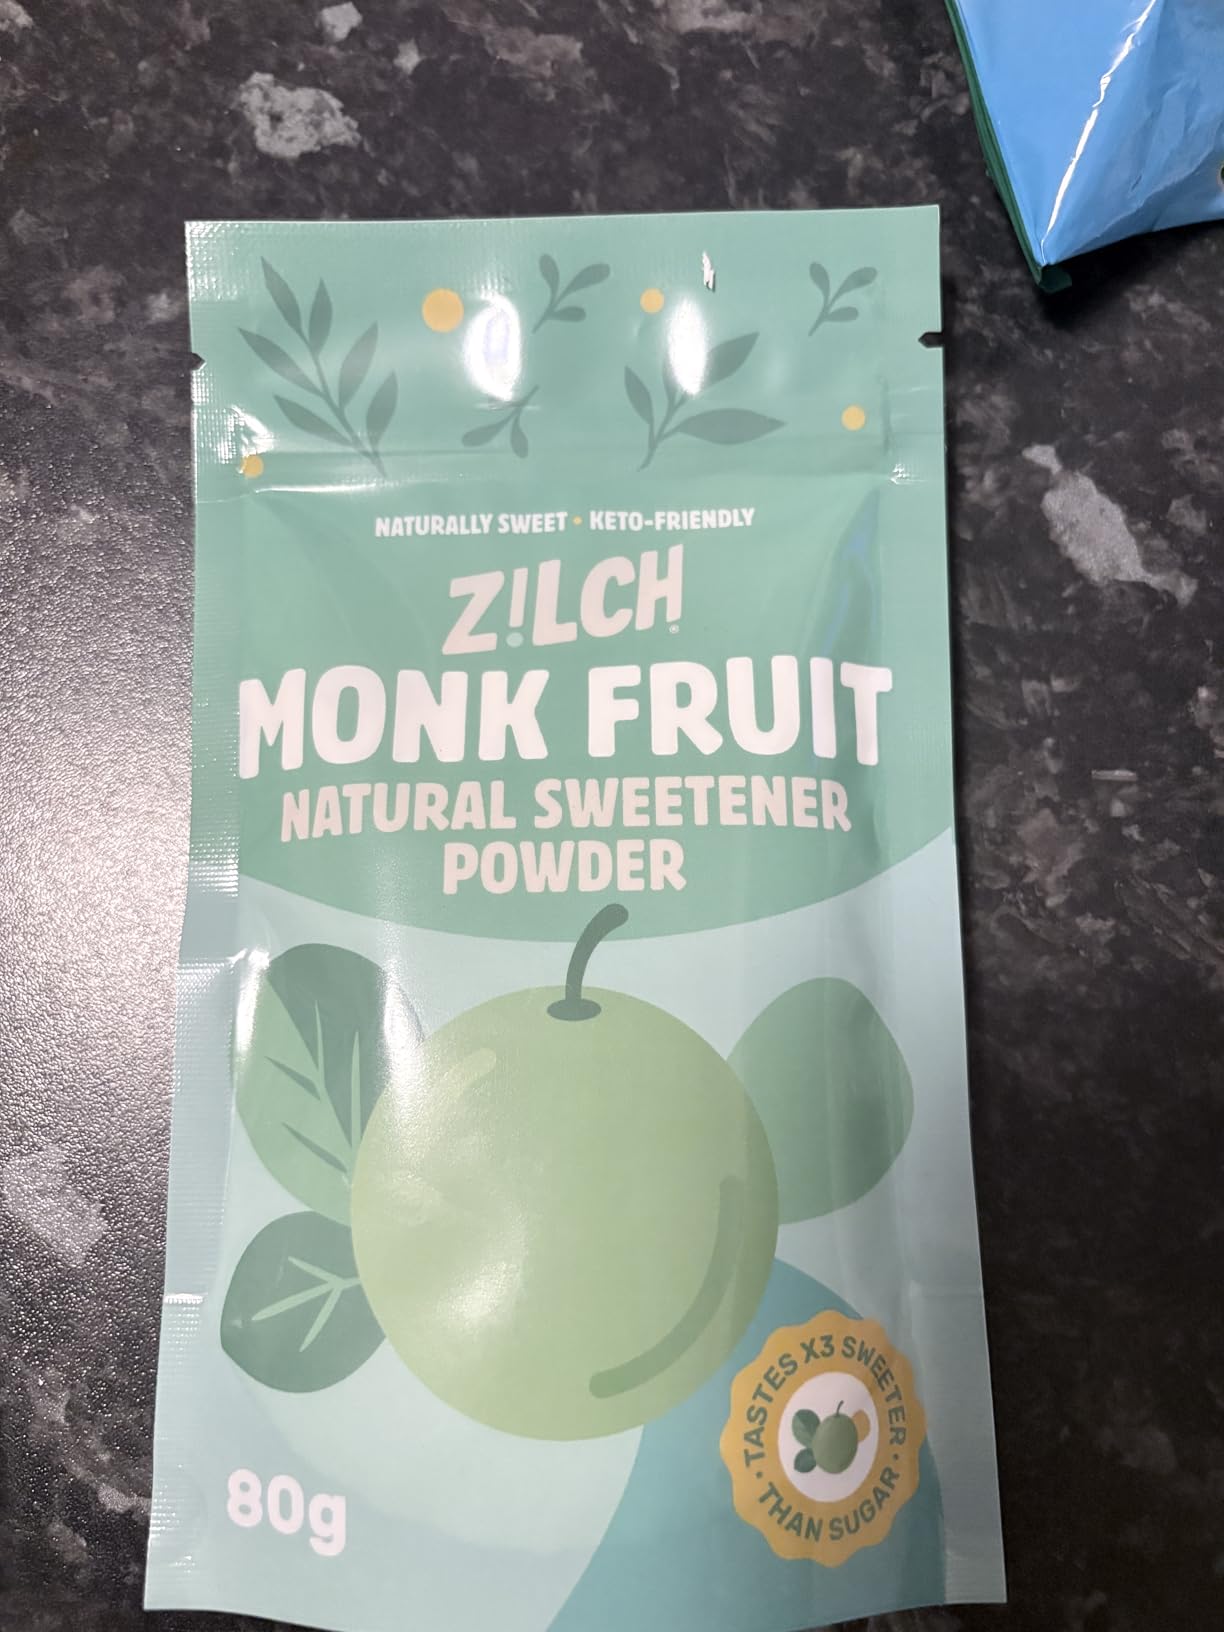 NATURALLY SWEET • KETO-FRIENDLY
Z!LCH®
MONK FRUIT
NATURAL SWEETENER
POWDER
80g
• TASTES X3 SWEETER •
THAN SUGAR